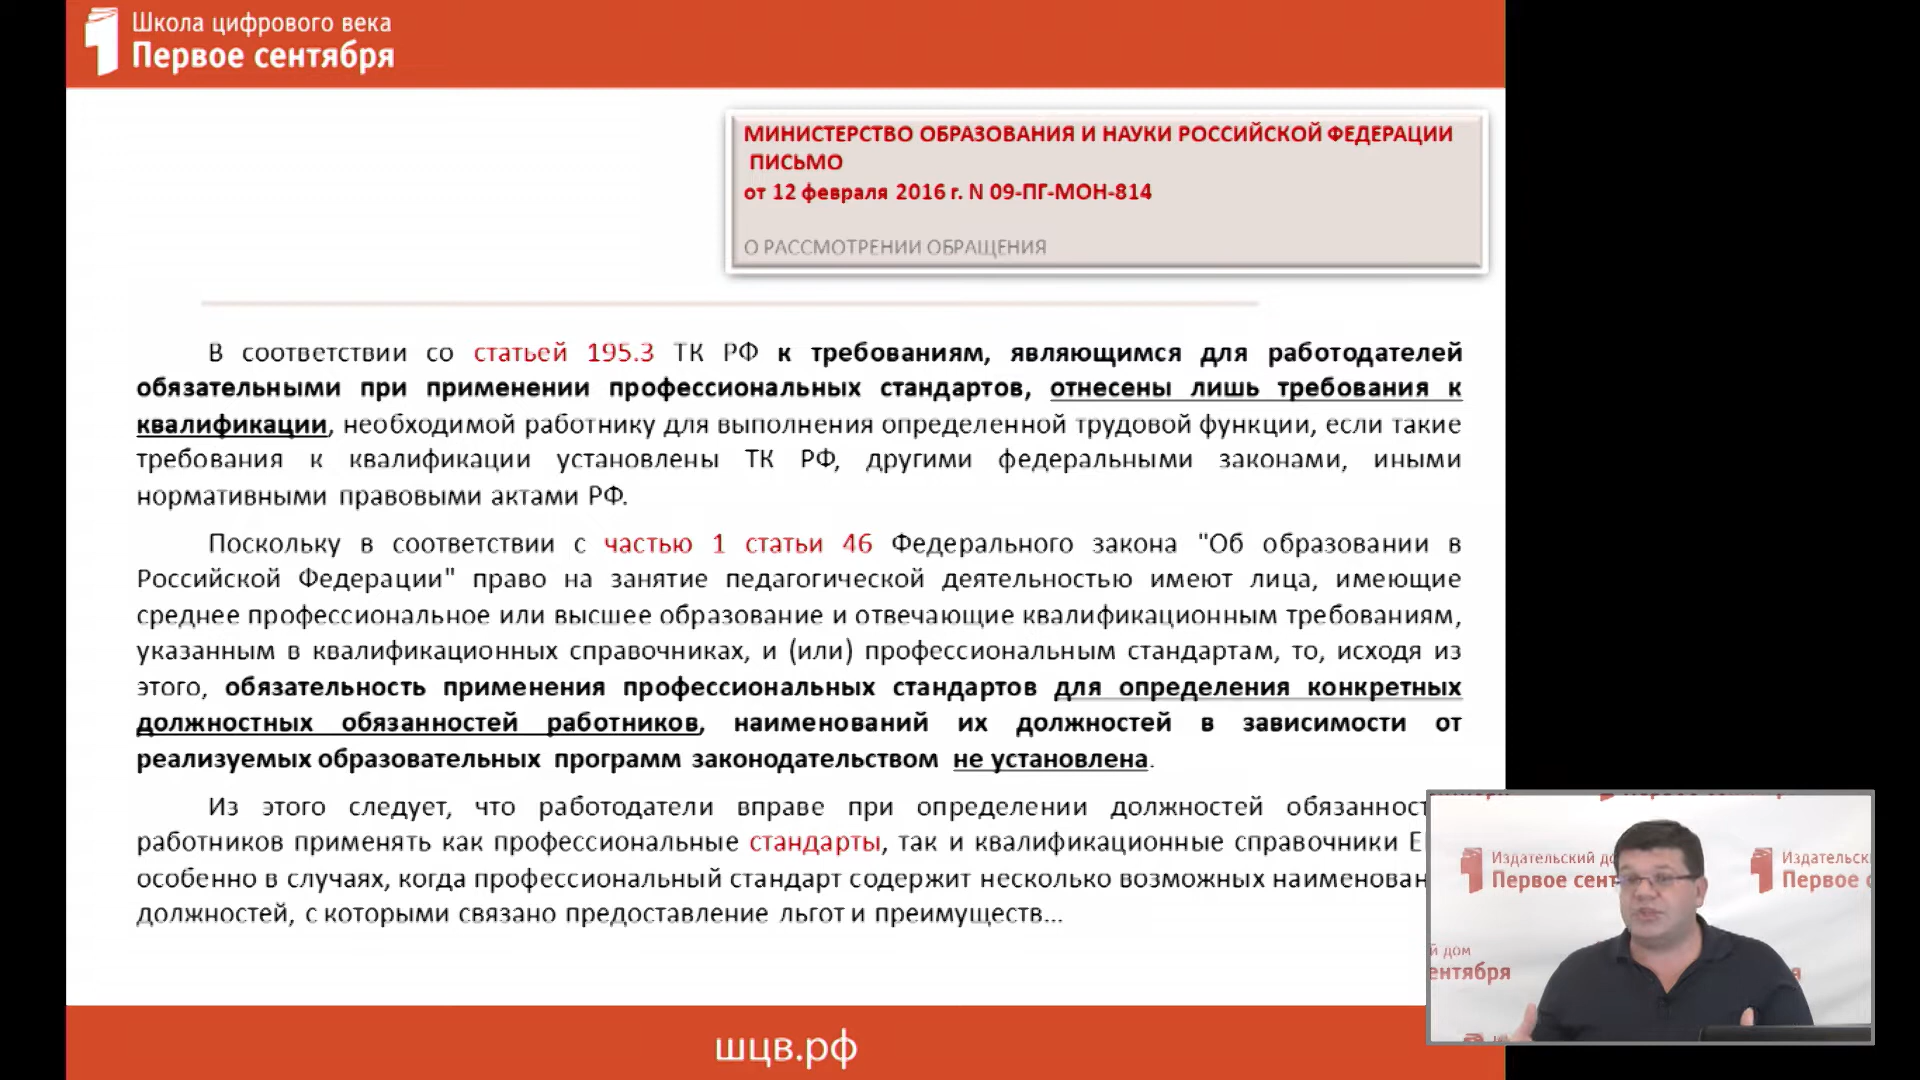 Школа цифрового века
Первое сентября
МИНИСТЕРСТВО ОБРАЗОВАНИЯ И НАУКИ РОССИЙСКОЙ ФЕДЕРАЦИИ
ПИСЬМО
от 12 февраля 2016 г. N 09-ПГ-МОН-814
О РАССМОТРЕНИИ ОБРАЩЕНИЯ
В соответствии со статьей 195.3 ТК РФ к требованиям, являющимся для работодателей
обязательными при применении профессиональных стандартов, отнесены лишь требования к
квалификации, необходимой работнику для выполнения определенной трудовой функции, если такие
требования к квалификации установлены ТК РФ, другими федеральными законами, иными
нормативными правовыми актами РФ.
Поскольку в соответствии с частью 1 статьи 46 Федерального закона "Об образовании в
Российской Федерации" право на занятие педагогической деятельностью имеют лица, имеющие
среднее профессиональное или высшее образование и отвечающие квалификационным требованиям,
указанным в квалификационных справочниках, и (или) профессиональным стандартам, то, исходя из
этого, обязательность применения профессиональных стандартов для определения конкретных
должностных обязанностей работников, наименований их должностей в зависимости от
реализуемых образовательных программ законодательством не установлена.
Из этого следует, что работодатели вправе при определении должностей обязанност
работников применять как профессиональные стандарты, так и квалификационные справочники Е
особенно в случаях, когда профессиональный стандарт содержит несколько возможных наименован
должностей, с которыми связано предоставление льгот и преимуществ...
Издательский до
Первое сент
Издательск
Первое с
й дом
ентября
шцв.рф